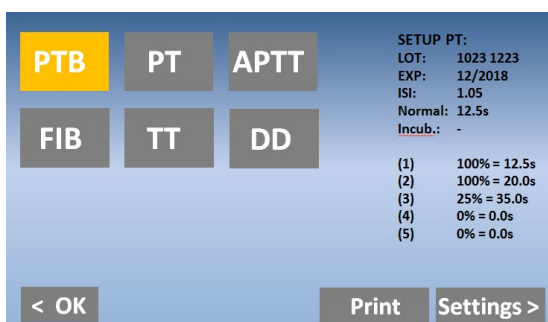 PTB PT APTT
FIB TT DD
SETUP PT:
LOT: 1023 1223
EXP: 12/2018
ISI: 1.05
Normal: 12.5s
Incub.: -
(1) 100% = 12.5s
(2) 100% = 20.0s
(3) 25% = 35.0s
(4) 0% = 0.0s
(5) 0% = 0.0s
< OK Print Settings >